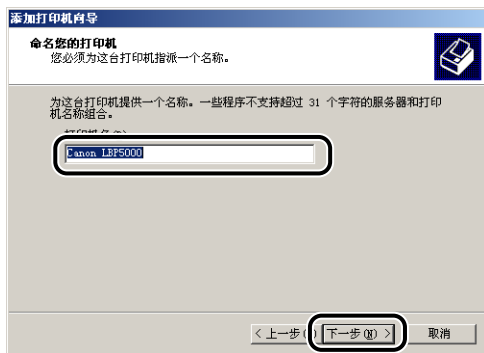 添加打印机向导
命名您的打印机
您必须为这台打印机指派一个名称。
为这台打印机提供一个名称。一些程序不支持超过 31 个字符的服务器和打印
机名称组合。
Canon LBP5000
< 上一步 下一步(N) > 取消